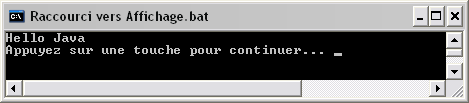 Raccourci vers Affichage.bat
Hello Java
Appuyez sur une touche pour continuer... _